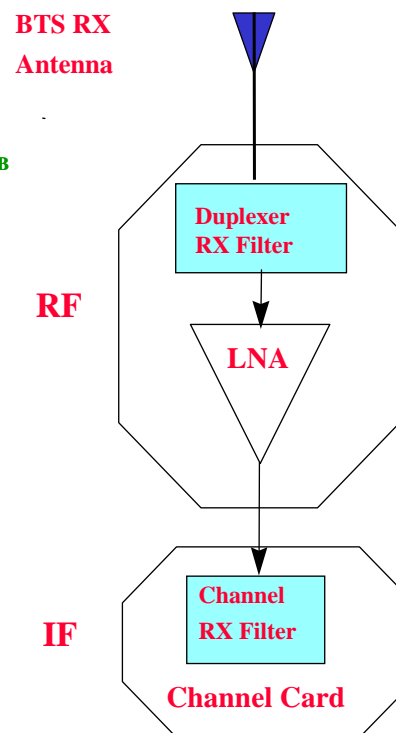 BTS RX
Antenna
-
B
Duplexer
RX Filter
RF
LNA
Channel
RX Filter
IF
Channel Card